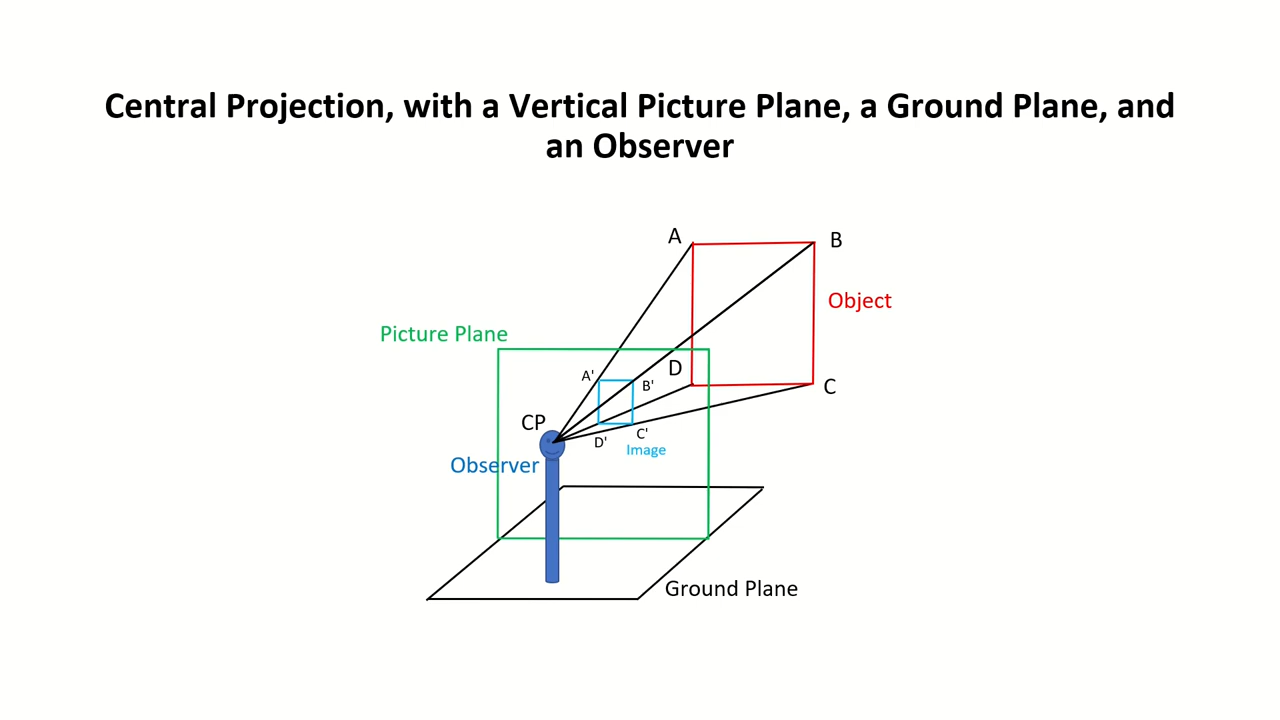 Central Projection, with a Vertical Picture Plane, a Ground Plane, and
an Observer
A
B
Object
Picture Plane
D
A'
B'
C
CP
C'
D'
Image
Observer
Ground Plane